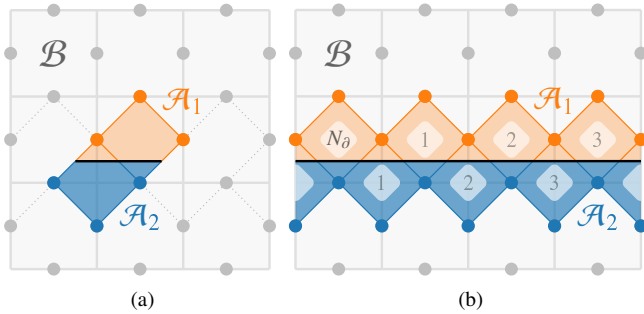 ℬ
𝒜₁
𝒜₂
(a)
ℬ
𝒜₁
N∂ 1 2 3
1 2 3
𝒜₂
(b)